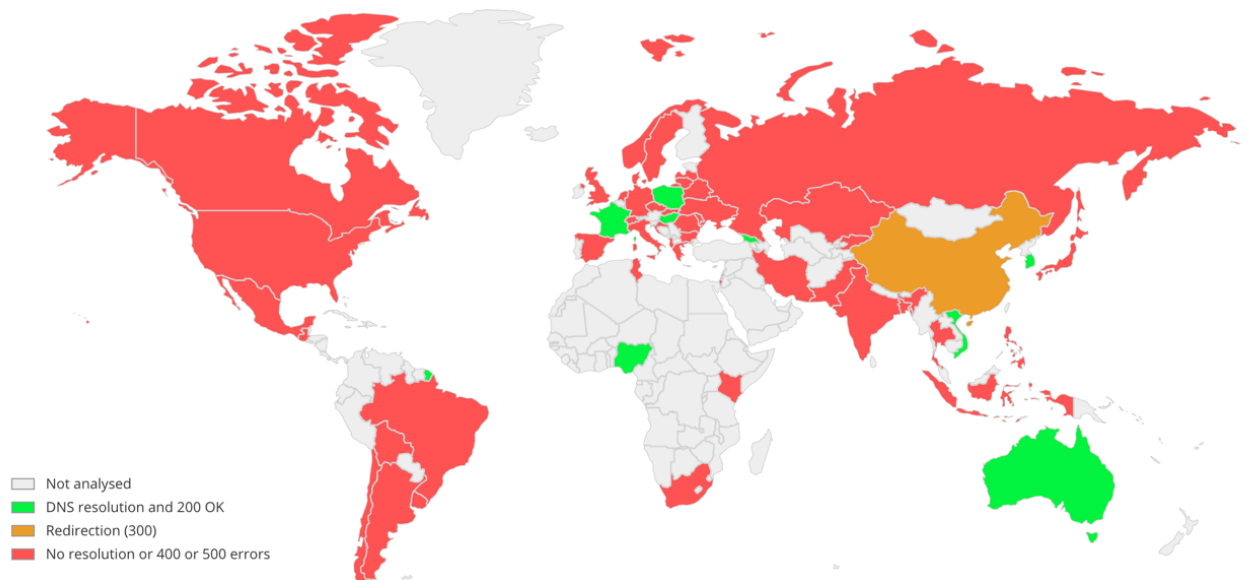 Not analysed
DNS resolution and 200 OK
Redirection (300)
No resolution or 400 or 500 errors